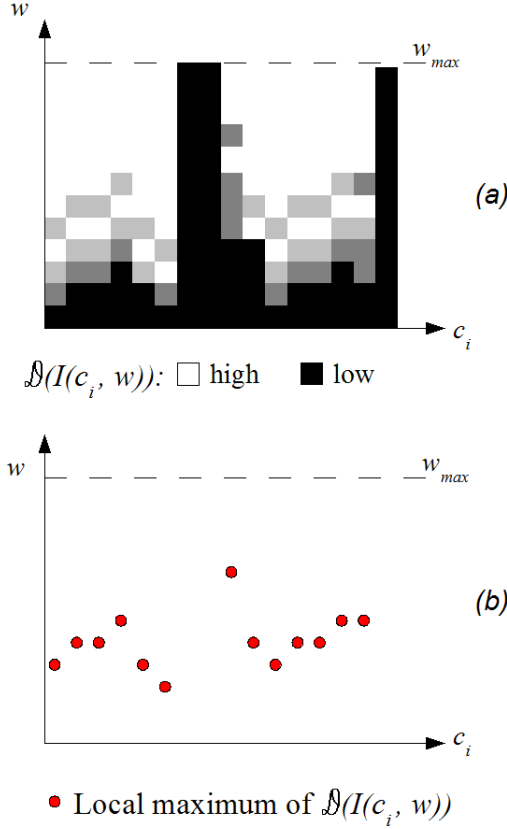 w
w max
(a)
c i
𝔇(I(c i, w)): high low
w
w max
(b)
c i
Local maximum of 𝔇(I(c i, w))